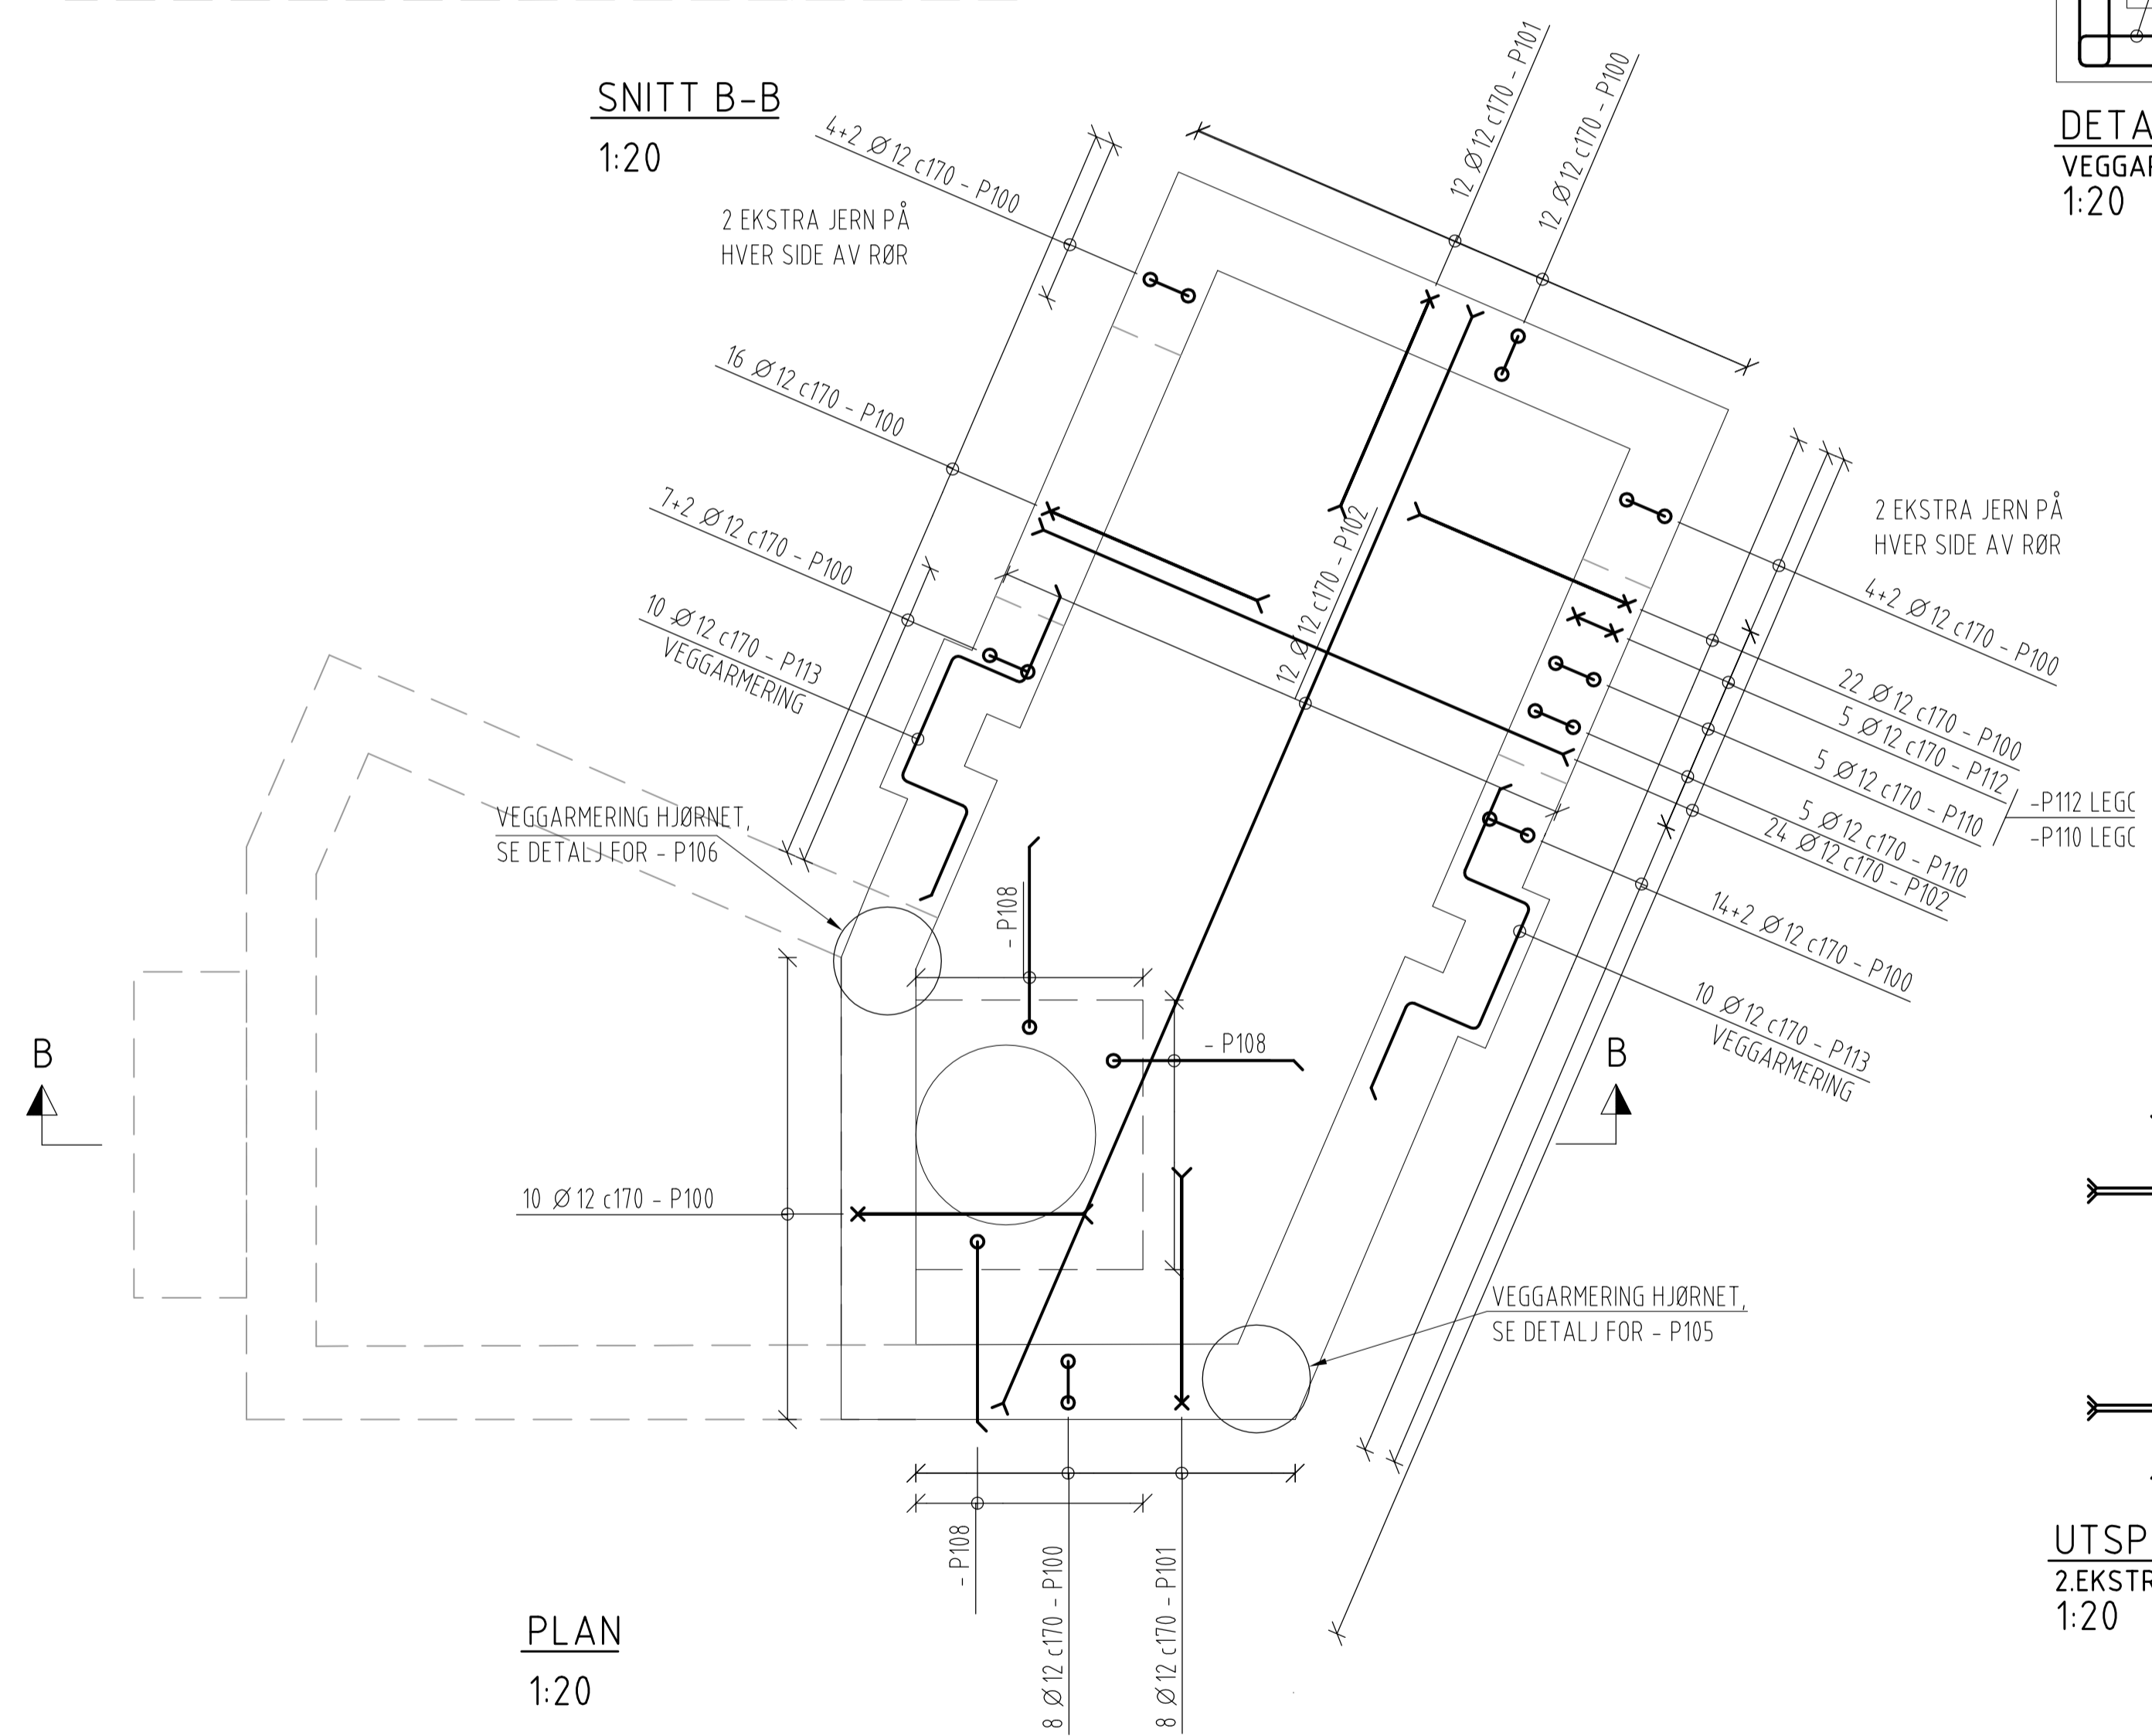 SNITT B-B
1:20
DETA
VEGGAR
1:20
12 Ø12 c170 - P101
12 Ø12 c170 - P100
4+2 Ø12 c170 - P100
2 EKSTRA JERN PÅ
HVER SIDE AV RØR
16 Ø12 c170 - P100
7+2 Ø12 c170 - P100
10 Ø12 c170 - P113
VEGGARMERING
12 Ø12 c170 - P102
2 EKSTRA JERN PÅ
HVER SIDE AV RØR
4+2 Ø12 c170 - P100
22 Ø12 c170 - P100
5 Ø12 c170 - P112
5 Ø12 c170 - P110
5 Ø12 c170 - P110
24 Ø12 c170 - P102
-P112 LEGG
-P110 LEGG
14+2 Ø12 c170 - P100
10 Ø12 c170 - P113
VEGGARMERING
VEGGARMERING HJØRNET,
SE DETALJ FOR - P106
- P108
- P108
B
B
10 Ø12 c170 - P100
VEGGARMERING HJØRNET,
SE DETALJ FOR - P105
- P108
8 Ø12 c170 - P100
8 Ø12 c170 - P101
PLAN
1:20
UTSP
2.EKSTR
1:20